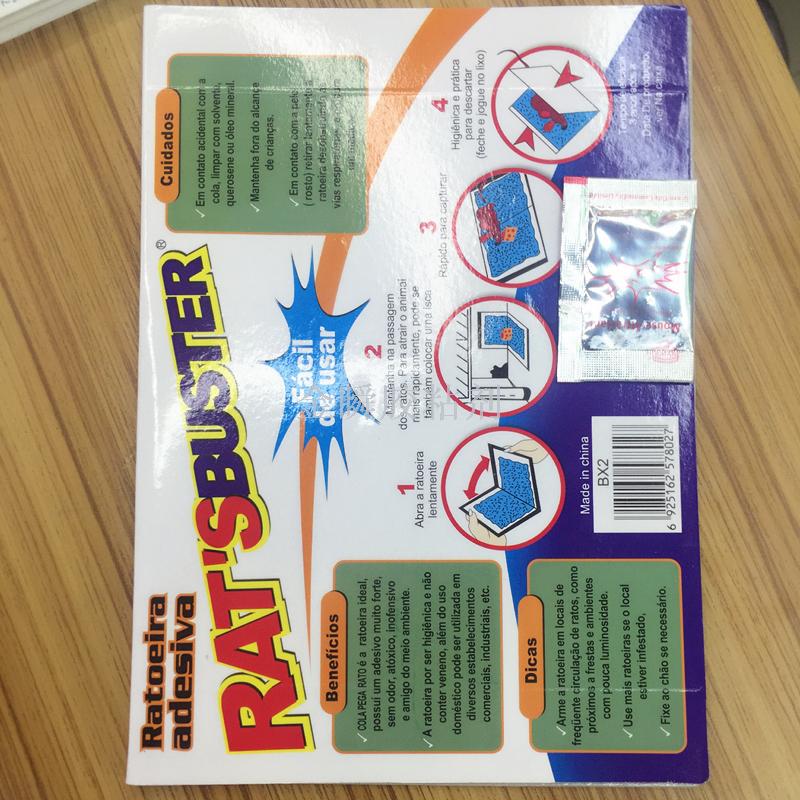 Ratoeira
adesiva
RAT'SBUSTER®
Fácil
de usar
Cuidados
✓ Em contato acidental com a
cola, limpar com solvento,
querosene ou óleo mineral.
✓ Mantenha fora do alcance
de crianças.
✓ Em contato com a pele
(rosto) retirar lentamente a
ratoeira
Benefícios
✓ COLA PEGA RATO é a ratoeira ideal,
possui um adesivo muito forte,
sem odor, atóxico, inofensivo
e amigo do meio ambiente.
✓ A ratoeira por ser higiênica e não
conter veneno, além do uso
doméstico pode ser utilizada em
diversos estabelecimentos
comerciais, industriais, etc.
1
Abra a ratoeira
lentamente
2
Mantenha na passagem
dos ratos. Para atrair o animal
mais rapidamente, pode se
também colocar uma isca
3
Rápido para capturar
4
Higiênica e prática
para descartar
(feche e jogue no lixo)
Dicas
✓ Arme a ratoeira em locais de
freqüente circulação de ratos, como
próximos a frestas e ambientes
com pouca luminosidade.
✓ Use mais ratoeiras se o local
estiver infestado,
✓ Fixe ao chão se necessário.
Made in china
BX2
6 925162 578027
Mouse